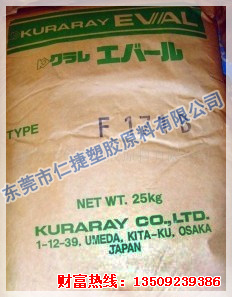 KURARAY EVAL
クラレ エバール
TYPE F171B
东莞市仁捷塑胶原料有限公司
NET WT. 25kg
KURARAY CO., LTD.
1-12-39, UMEDA, KITA-KU, OSAKA
JAPAN
财富热线:13509239386